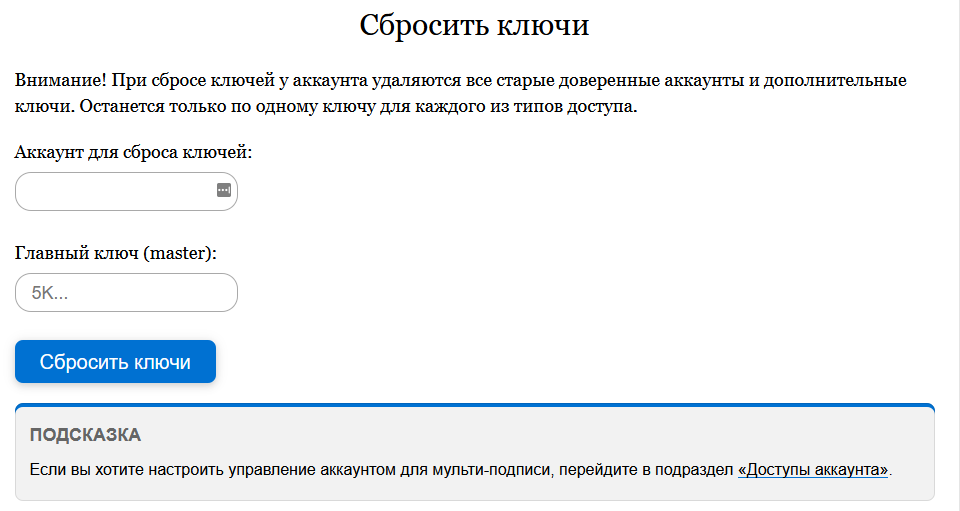 Сбросить ключи
Внимание! При сбросе ключей у аккаунта удаляются все старые доверенные аккаунты и дополнительные
ключи. Останется только по одному ключу для каждого из типов доступа.
Аккаунт для сброса ключей:
Главный ключ (master):
5K...
Сбросить ключи
ПОДСКАЗКА
Если вы хотите настроить управление аккаунтом для мульти-подписи, перейдите в подраздел «Доступы аккаунта».